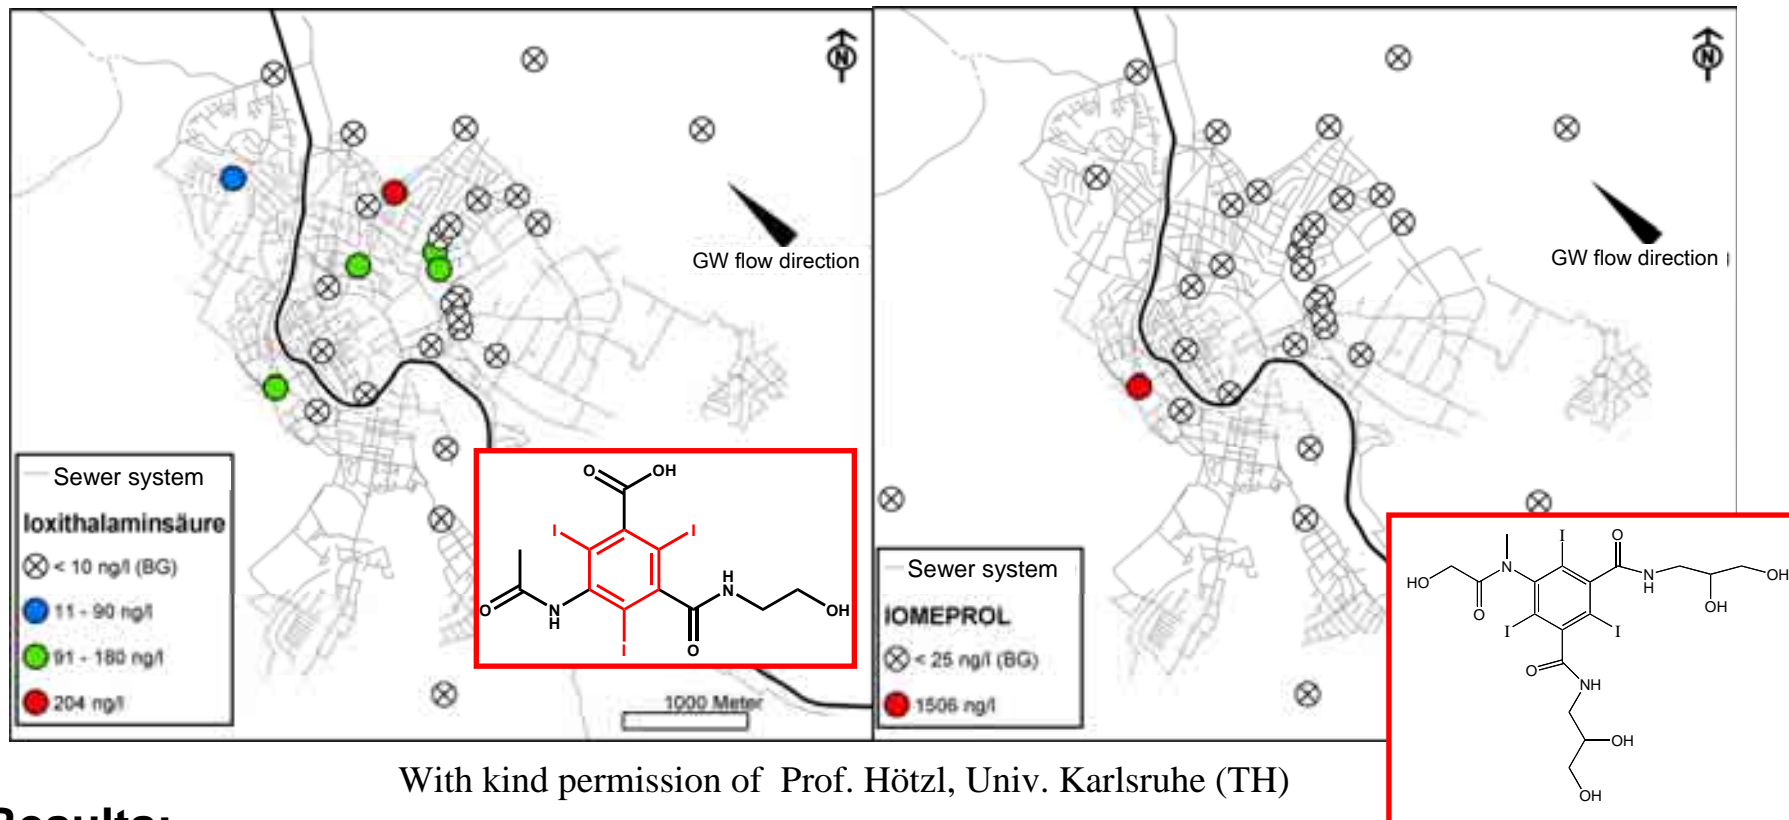 N
GW flow direction
Sewer system
Ioxithalaminsäure
< 10 ng/l (BG)
11 - 90 ng/l
91 - 180 ng/l
204 ng/l
O
OH
I
I
O
N
H
I
H
N
O
OH
1000 Meter
N
GW flow direction
Sewer system
IOMEPROL
< 25 ng/l (BG)
1506 ng/l
HO
O
N
I
O
N
H
OH
OH
I
I
O
NH
OH
OH
With kind permission of Prof. Hötzl, Univ. Karlsruhe (TH)
Results: